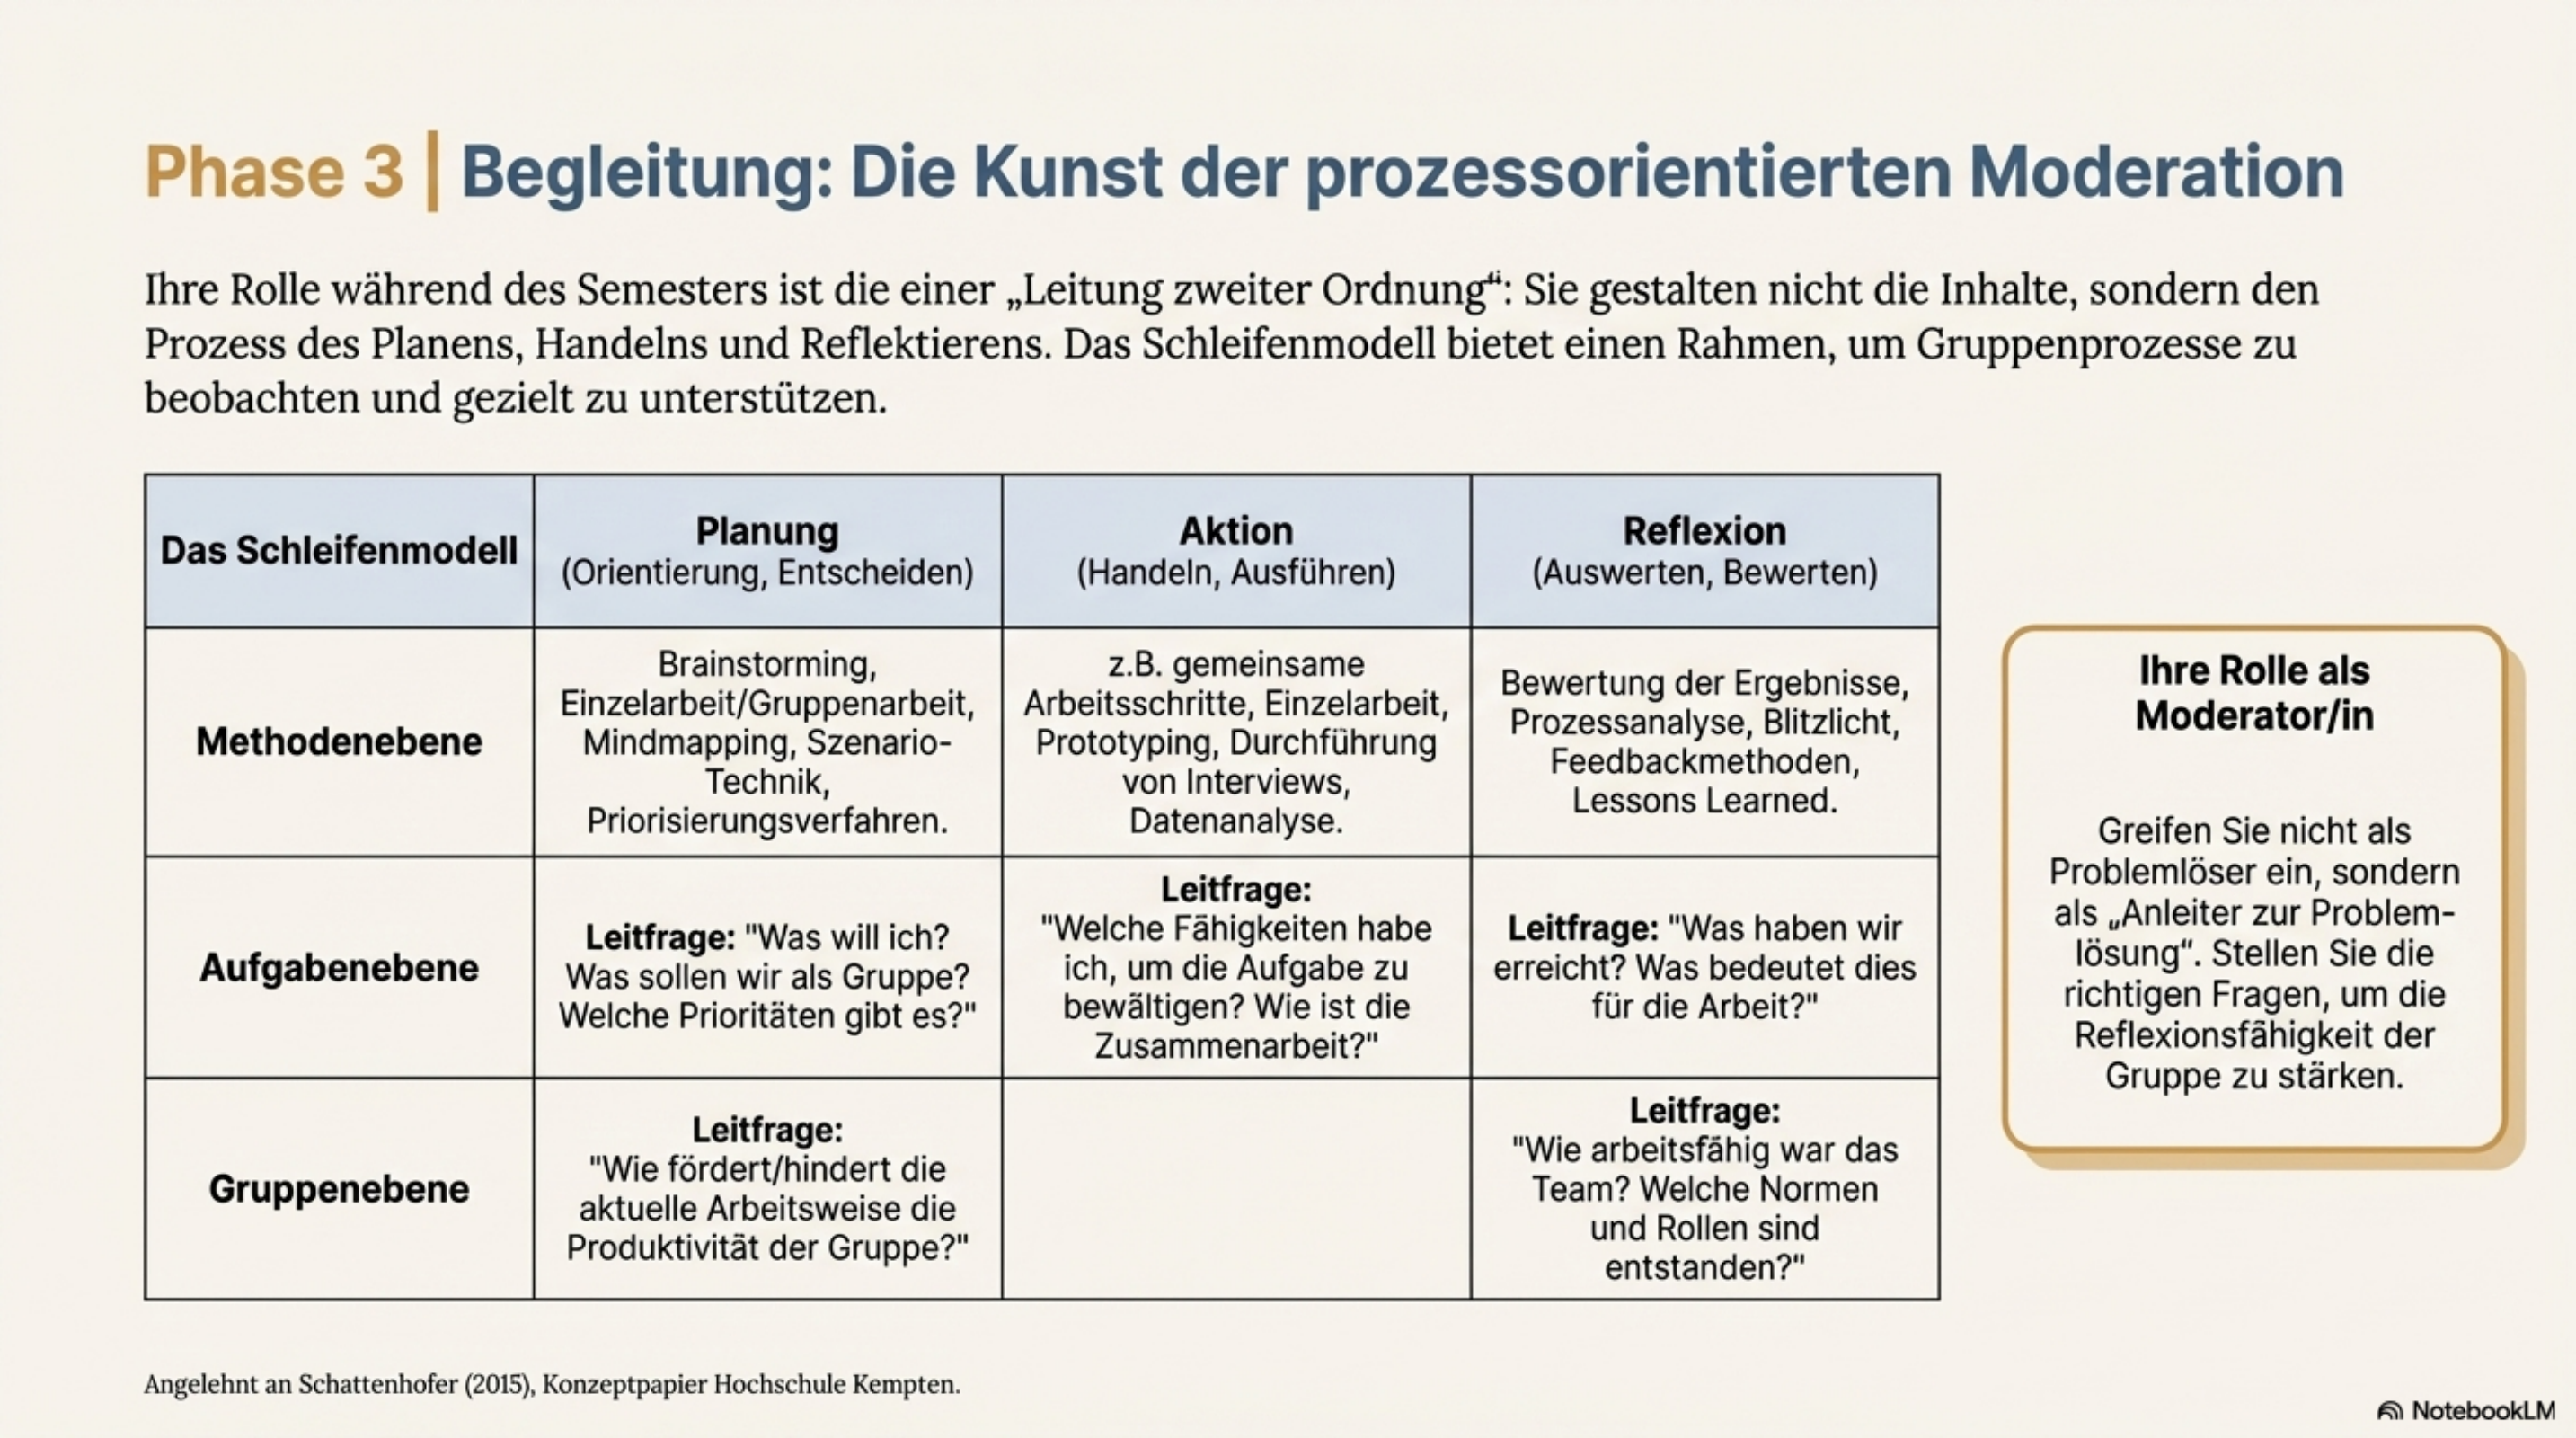 Phase 3 | Begleitung: Die Kunst der prozessorientierten Moderation
Ihre Rolle während des Semesters ist die einer „Leitung zweiter Ordnung“: Sie gestalten nicht die Inhalte, sondern den
Prozess des Planens, Handelns und Reflektierens. Das Schleifenmodell bietet einen Rahmen, um Gruppenprozesse zu
beobachten und gezielt zu unterstützen.
Das Schleifenmodell
Planung
(Orientierung, Entscheiden)
Aktion
(Handeln, Ausführen)
Reflexion
(Auswerten, Bewerten)
Methodenebene
Brainstorming,
Einzelarbeit/Gruppenarbeit,
Mindmapping, Szenario-
Technik,
Priorisierungsverfahren.
z.B. gemeinsame
Arbeitsschritte, Einzelarbeit,
Prototyping, Durchführung
von Interviews,
Datenanalyse.
Bewertung der Ergebnisse,
Prozessanalyse, Blitzlicht,
Feedbackmethoden,
Lessons Learned.
Aufgabenebene
Leitfrage: "Was will ich?
Was sollen wir als Gruppe?
Welche Prioritäten gibt es?"
Leitfrage:
"Welche Fähigkeiten habe
ich, um die Aufgabe zu
bewältigen? Wie ist die
Zusammenarbeit?"
Leitfrage: "Was haben wir
erreicht? Was bedeutet dies
für die Arbeit?"
Gruppenebene
Leitfrage:
"Wie fördert/hindert die
aktuelle Arbeitsweise die
Produktivität der Gruppe?"
Leitfrage:
"Wie arbeitsfähig war das
Team? Welche Normen
und Rollen sind
entstanden?"
Ihre Rolle als
Moderator/in
Greifen Sie nicht als
Problemlöser ein, sondern
als „Anleiter zur Problem-
lösung“. Stellen Sie die
richtigen Fragen, um die
Reflexionsfähigkeit der
Gruppe zu stärken.
Angelehnt an Schattenhofer (2015), Konzeptpapier Hochschule Kempten.
NotebookLM